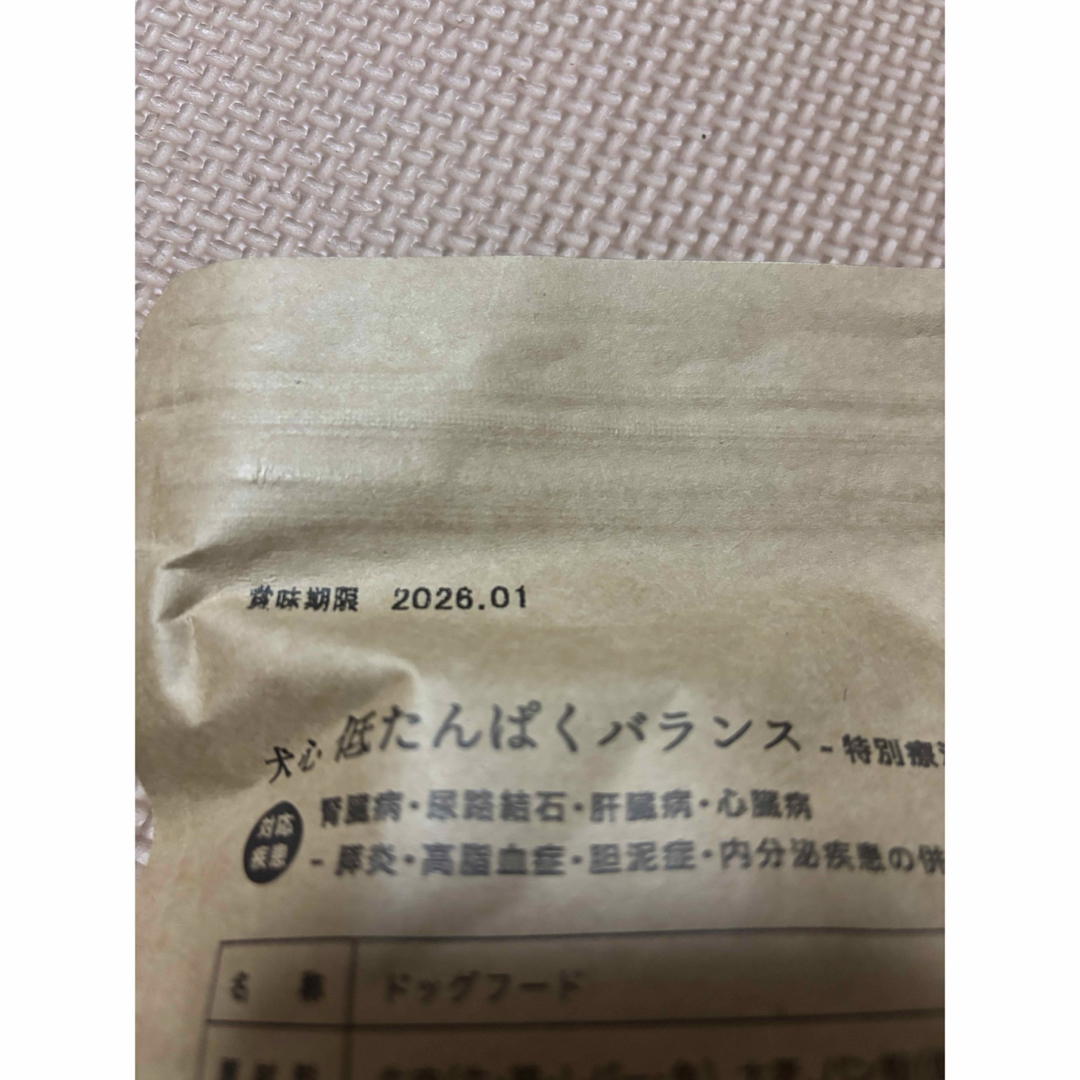 賞味期限 2026.01
犬心 低たんぱくバランス - 特別療
対応疾患
腎臓病・尿路結石・肝臓病・心臓病
- 膵炎・高脂血症・胆泥症・内分泌疾患の併
名 称 ドッグフード